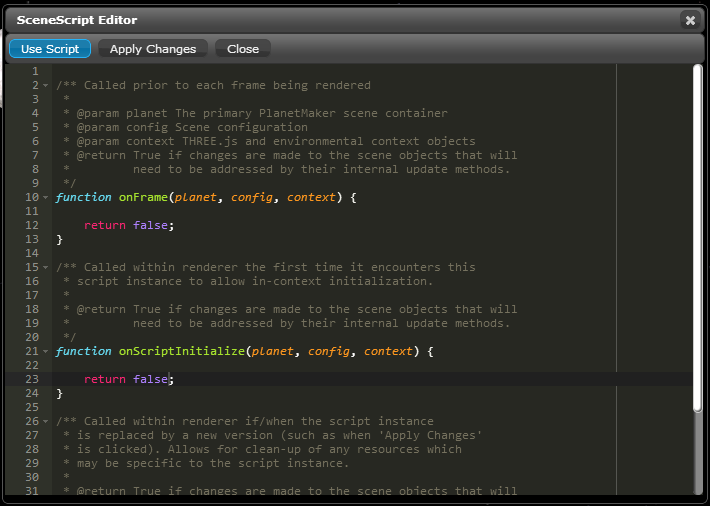 SceneScript Editor
Use Script Apply Changes Close
1
2 /** Called prior to each frame being rendered
3 *
4 * @param planet The primary PlanetMaker scene container
5 * @param config Scene configuration
6 * @param context THREE.js and environmental context objects
7 * @return True if changes are made to the scene objects that will
8 * need to be addressed by their internal update methods.
9 */
10 function onFrame(planet, config, context) {
11
12 return false;
13 }
14
15 /** Called within renderer the first time it encounters this
16 * script instance to allow in-context initialization.
17 *
18 * @return True if changes are made to the scene objects that will
19 * need to be addressed by their internal update methods.
20 */
21 function onScriptInitialize(planet, config, context) {
22
23 return false;
24 }
25
26 /** Called within renderer if/when the script instance
27 * is replaced by a new version (such as when 'Apply Changes'
28 * is clicked). Allows for clean-up of any resources which
29 * may be specific to the script instance.
30 *
31 * @return True if changes are made to the scene objects that will